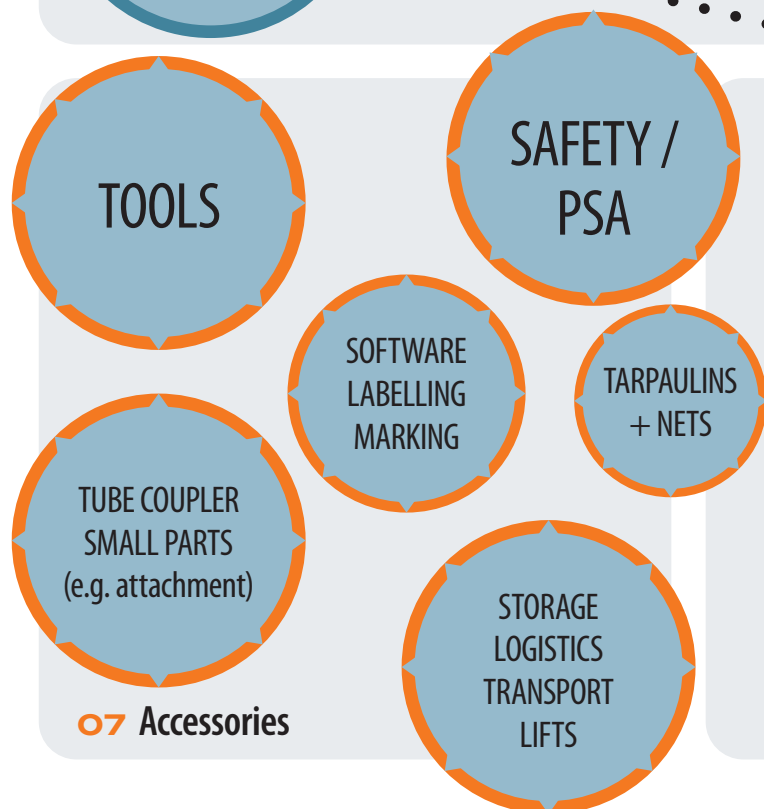 TOOLS
SAFETY /
PSA
SOFTWARE
LABELLING
MARKING
TARPAULINS
+ NETS
TUBE COUPLER
SMALL PARTS
(e.g. attachment)
STORAGE
LOGISTICS
TRANSPORT
LIFTS
07 Accessories